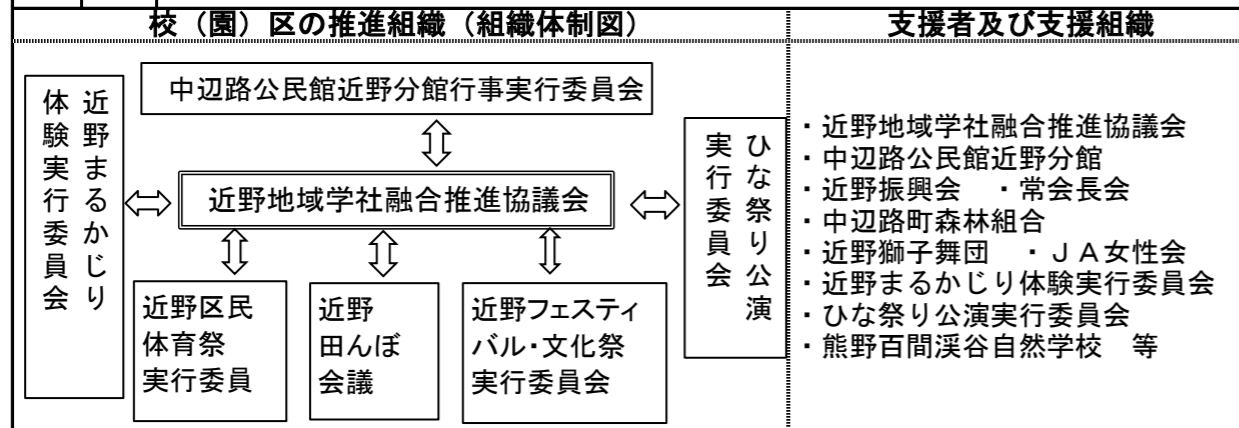 校（園）区の推進組織（組織体制図）
支援者及び支援組織
近野まるかじり
体験実行委員会
中辺路公民館近野分館行事実行委員会
近野地域学社融合推進協議会
ひな祭り公演
実行委員会
近野区民
体育祭
実行委員
近野
田んぼ
会議
近野フェスティ
バル・文化祭
実行委員会
・近野地域学社融合推進協議会
・中辺路公民館近野分館
・近野振興会　・常会長会
・中辺路町森林組合
・近野獅子舞団　・ＪＡ女性会
・近野まるかじり体験実行委員会
・ひな祭り公演実行委員会
・熊野百間渓谷自然学校　等